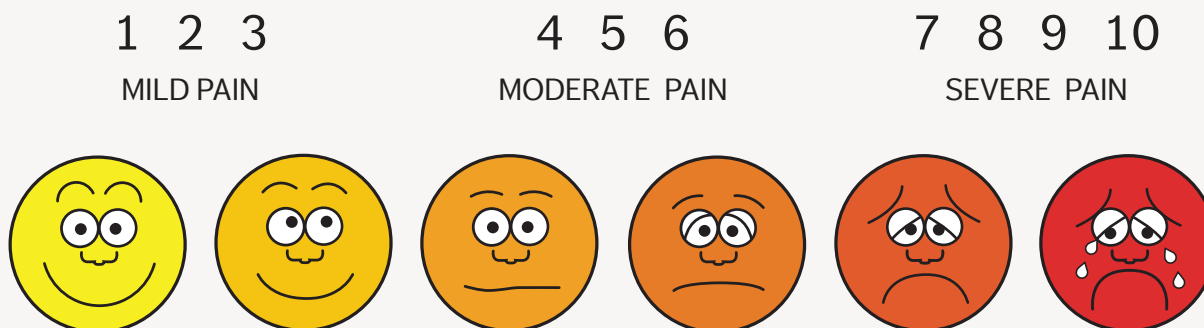 1 2 3
MILD PAIN
4 5 6
MODERATE PAIN
7 8 9 10
SEVERE PAIN